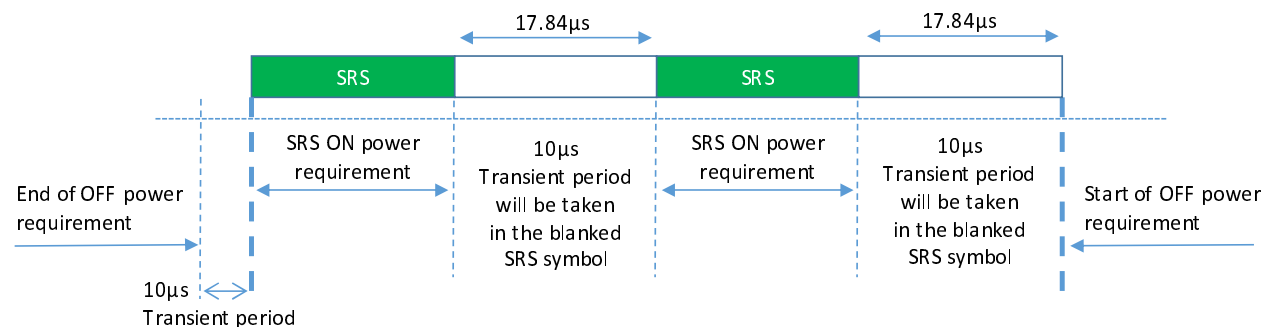 17.84µs
17.84µs
SRS
SRS
SRS ON power
requirement
10µs
Transient period
will be taken
in the blanked
SRS symbol
SRS ON power
requirement
10µs
Transient period
will be taken
in the blanked
SRS symbol
End of OFF power
requirement
Start of OFF power
requirement
10µs
Transient period